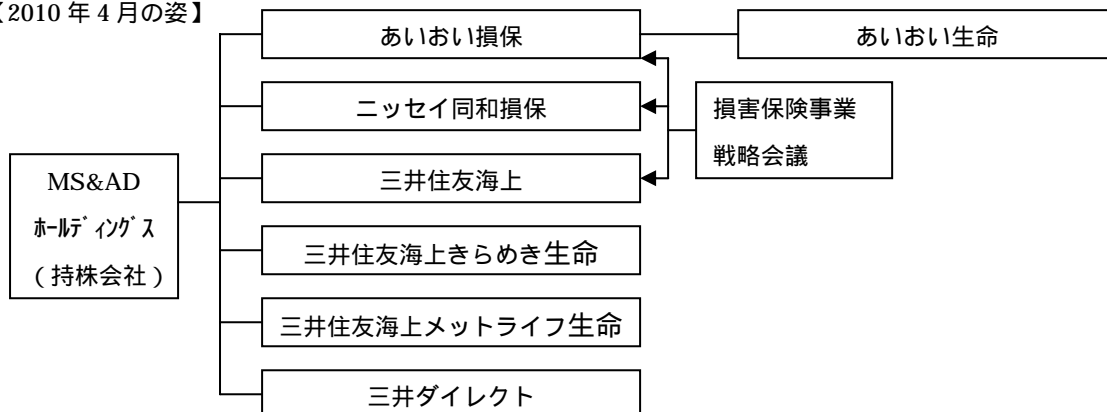 【2010 年 4 月の姿】
あいおい損保
あいおい生命
ニッセイ同和損保
損害保険事業
戦略会議
三井住友海上
MS&AD
ﾎｰﾙﾃﾞｨﾝｸﾞｽ
（持株会社）
三井住友海上きらめき生命
三井住友海上メットライフ生命
三井ダイレクト